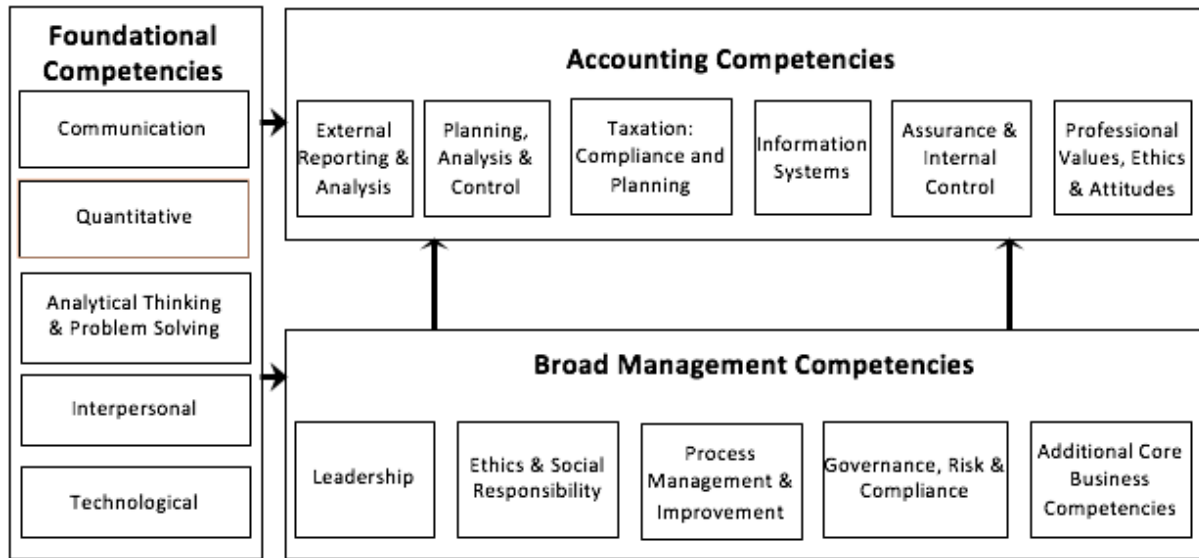 Foundational
Competencies
Communication
Quantitative
Analytical Thinking
& Problem Solving
Interpersonal
Technological
Accounting Competencies
External
Reporting &
Analysis
Planning,
Analysis &
Control
Taxation:
Compliance and
Planning
Information
Systems
Assurance &
Internal
Control
Professional
Values, Ethics
& Attitudes
Broad Management Competencies
Leadership
Ethics & Social
Responsibility
Process
Management &
Improvement
Governance, Risk &
Compliance
Additional Core
Business
Competencies